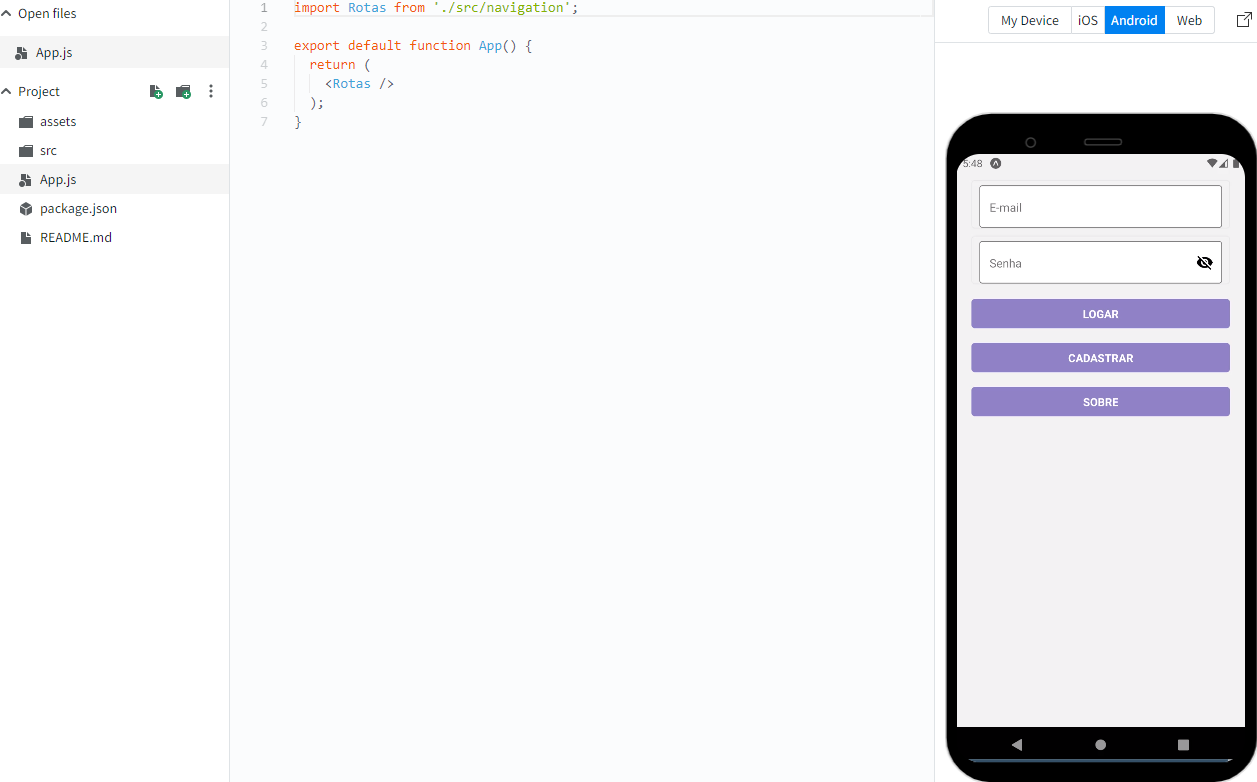 Open files
App.js
Project
assets
src
App.js
package.json
README.md
1 import Rotas from './src/navigation';
2
3 export default function App() {
4 return (
5 <Rotas />
6 );
7 }
My Device iOS Android Web
5:48
E-mail
Senha
LOGAR
CADASTRAR
SOBRE